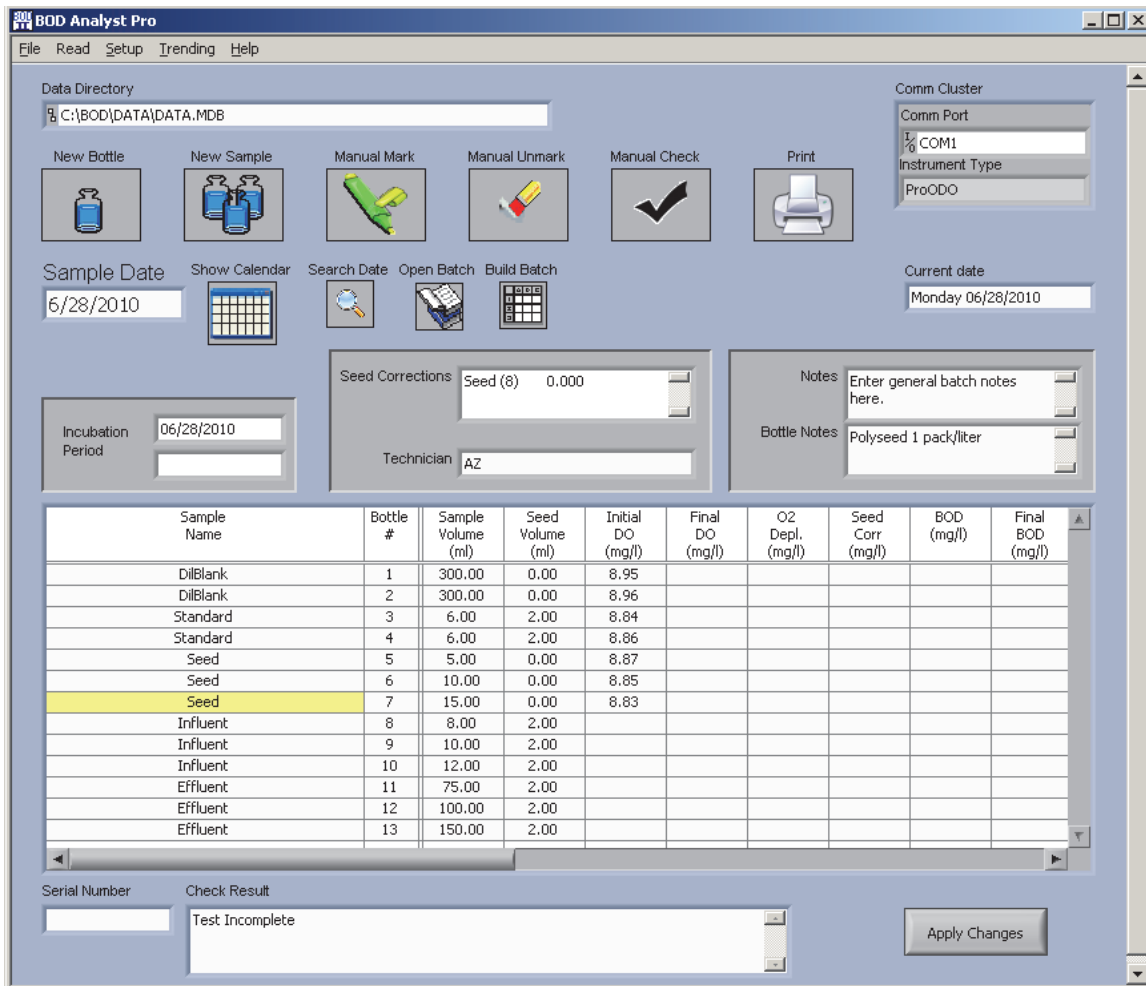 BOD Analyst Pro
File Read Setup Trending Help
Data Directory
C:\BOD\DATA\DATA.MDB
Comm Cluster
Comm Port
COM1
Instrument Type
ProODO
New Bottle New Sample Manual Mark Manual Unmark Manual Check Print
Sample Date Show Calendar Search Date Open Batch Build Batch
6/28/2010
Current date
Monday 06/28/2010
Seed Corrections Seed (8) 0.000
Technician AZ
Notes Enter general batch notes
here.
Bottle Notes Polyseed 1 pack/liter
Incubation 06/28/2010
Period
Sample Bottle Sample Seed Initial Final O2 Seed BOD Final
Name # Volume Volume DO DO Depl. Corr (mg/l) BOD
(ml) (ml) (mg/l) (mg/l) (mg/l) (mg/l) (mg/l)
DilBlank 1 300.00 0.00 8.95
DilBlank 2 300.00 0.00 8.96
Standard 3 6.00 2.00 8.84
Standard 4 6.00 2.00 8.86
Seed 5 5.00 0.00 8.87
Seed 6 10.00 0.00 8.85
Seed 7 15.00 0.00 8.83
Influent 8 8.00 2.00
Influent 9 10.00 2.00
Influent 10 12.00 2.00
Effluent 11 75.00 2.00
Effluent 12 100.00 2.00
Effluent 13 150.00 2.00
Serial Number Check Result
Test Incomplete
Apply Changes